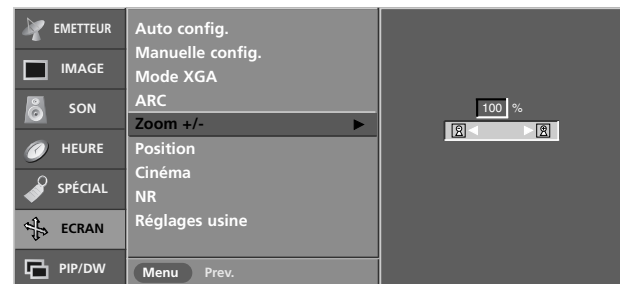 EMETTEUR
IMAGE
SON
HEURE
SPÉCIAL
ECRAN
PIP/DW
Auto config.
Manuelle config.
Mode XGA
ARC
Zoom +/-
Position
Cinéma
NR
Réglages usine
Menu Prev.
100 %